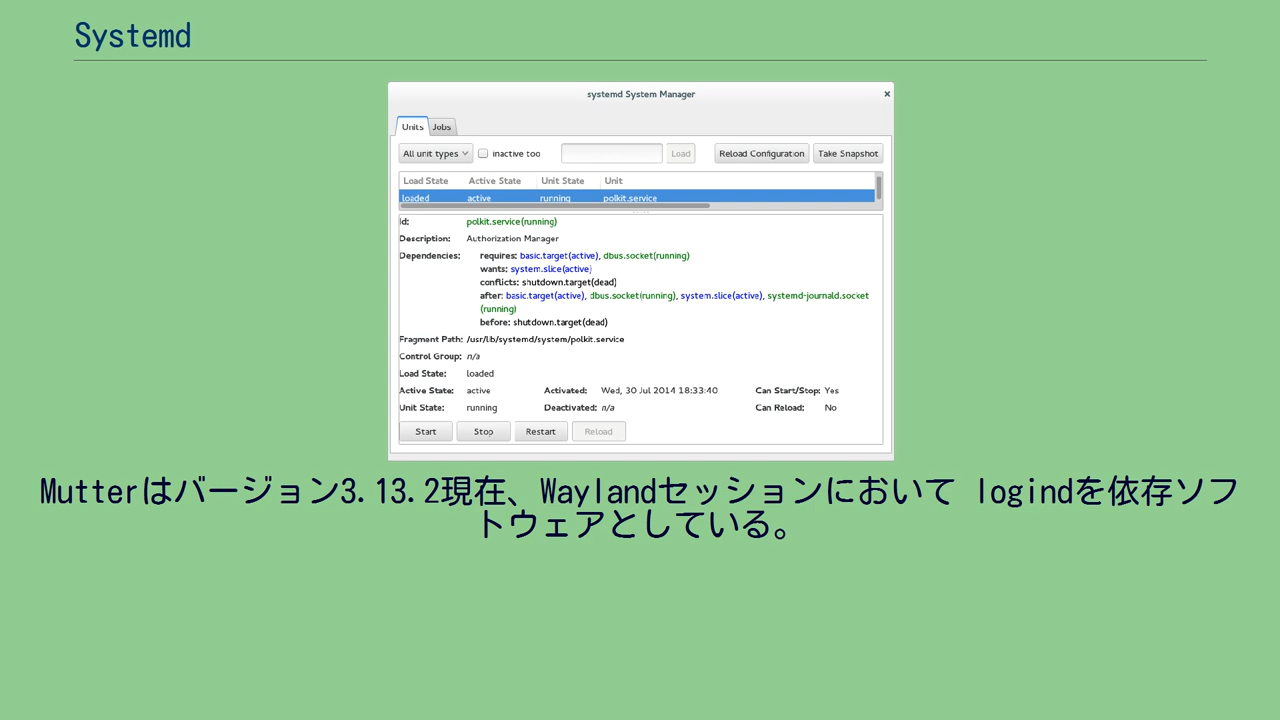 Systemd
systemd System Manager ×
Units Jobs
All unit types inactive too Load Reload Configuration Take Snapshot
Load State Active State Unit State Unit
loaded active running polkit.service
Id: polkit.service(running)
Description: Authorization Manager
Dependencies: requires: basic.target(active), dbus.socket(running)
wants: system.slice(active)
conflicts: shutdown.target(dead)
after: basic.target(active), dbus.socket(running), system.slice(active), systemd-journald.socket
(running)
before: shutdown.target(dead)
Fragment Path: /usr/lib/systemd/system/polkit.service
Control Group: n/a
Load State: loaded
Active State: active Activated: Wed, 30 Jul 2014 18:33:40 Can Start/Stop: Yes
Unit State: running Deactivated: n/a Can Reload: No
Start Stop Restart Reload
Mutterはバージョン3.13.2現在、Waylandセッションにおいて logindを依存ソフ
トウェアとしている。